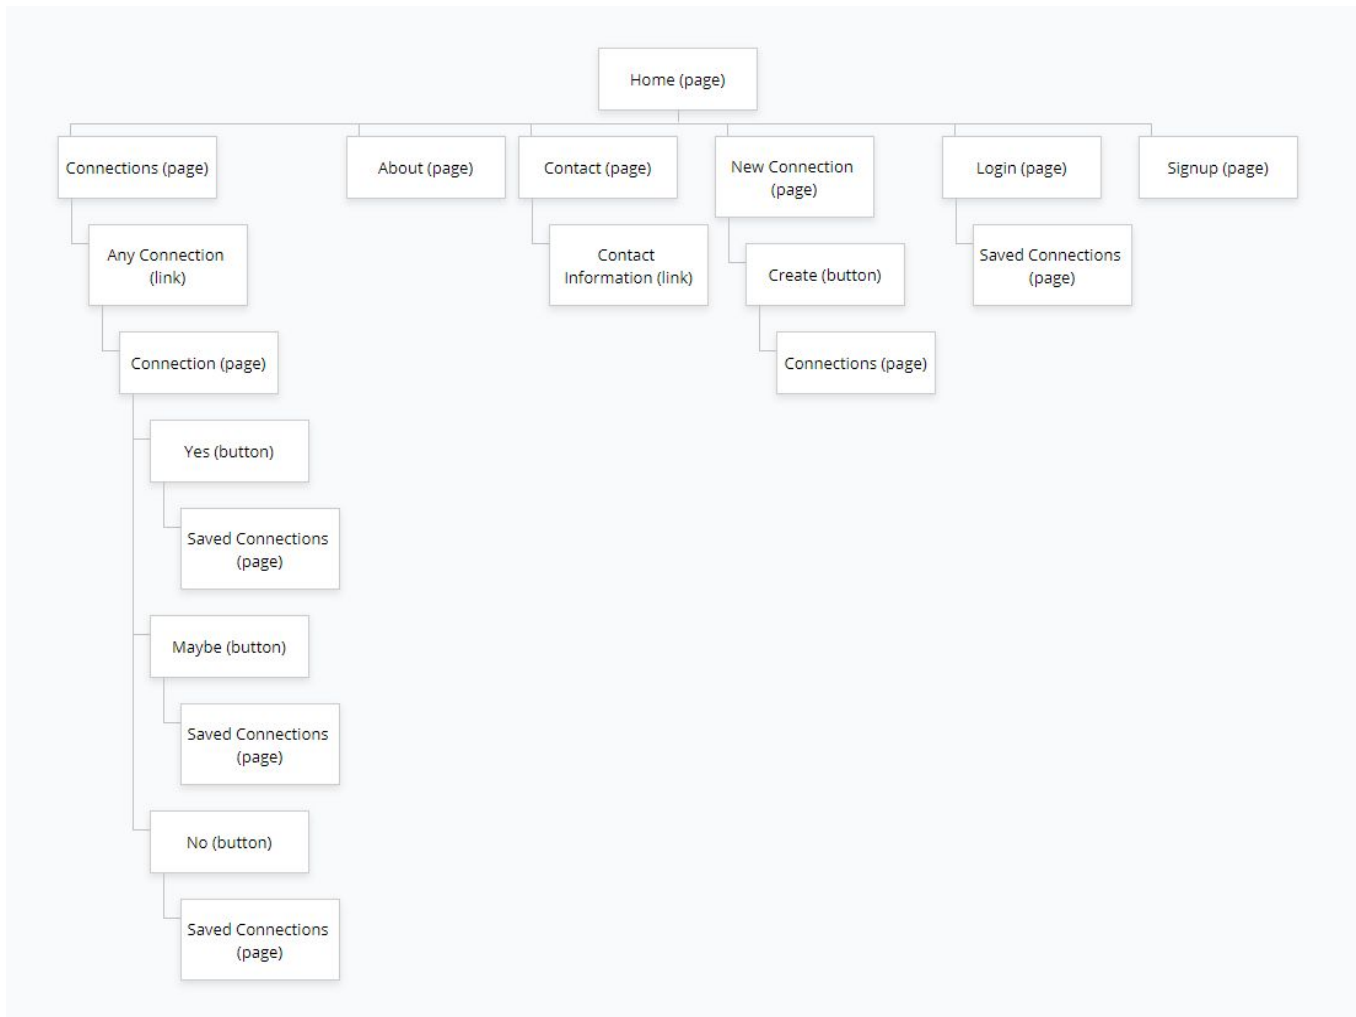 Home (page)
Connections (page)
About (page)
Contact (page)
New Connection
(page)
Login (page)
Signup (page)
Any Connection
(link)
Contact
Information (link)
Create (button)
Saved Connections
(page)
Connection (page)
Connections (page)
Yes (button)
Saved Connections
(page)
Maybe (button)
Saved Connections
(page)
No (button)
Saved Connections
(page)